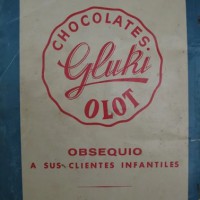 CHOCOLATES.
Gluki
OLOT
OBSEQUIO
A SUS CLIENTES INFANTILES